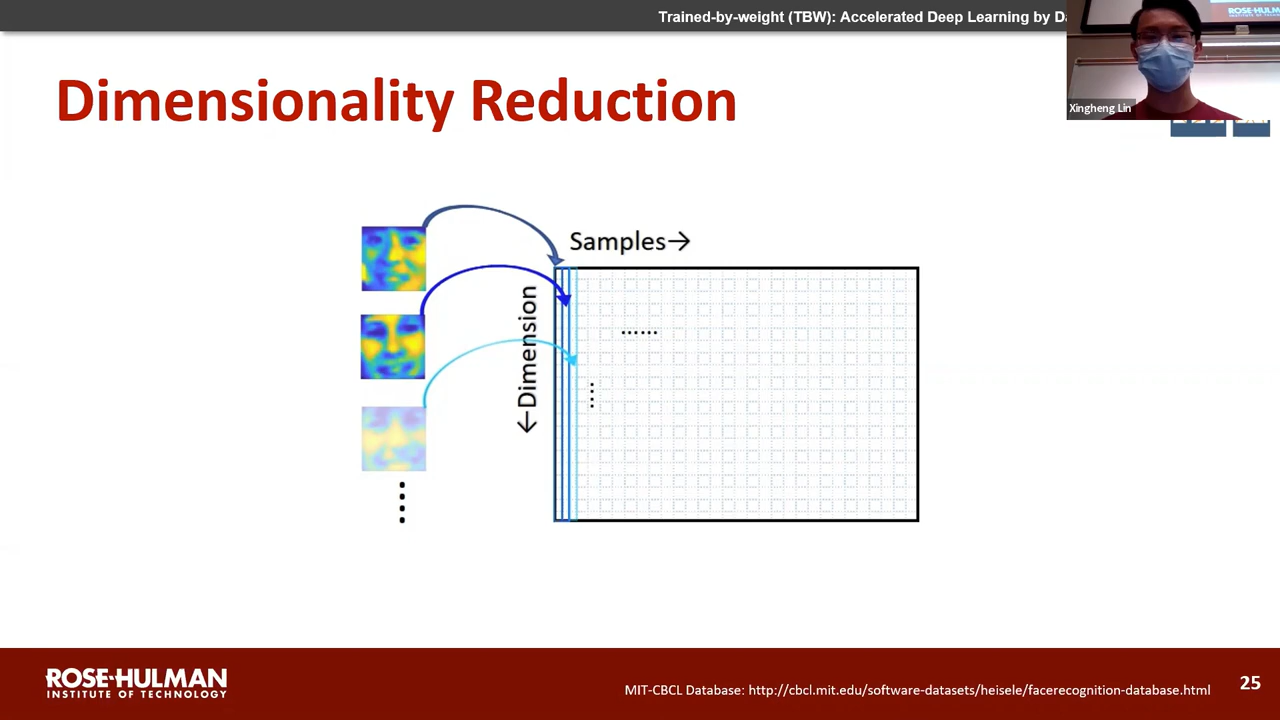 Trained-by-weight (TBW): Accelerated Deep Learning by
Xingheng Lin
Dimensionality Reduction
Samples→
←Dimension
......
....
ROSE-HULMAN
INSTITUTE OF TECHNOLOGY
MIT-CBCL Database: http://cbcl.mit.edu/software-datasets/heisele/facerecognition-database.html
25